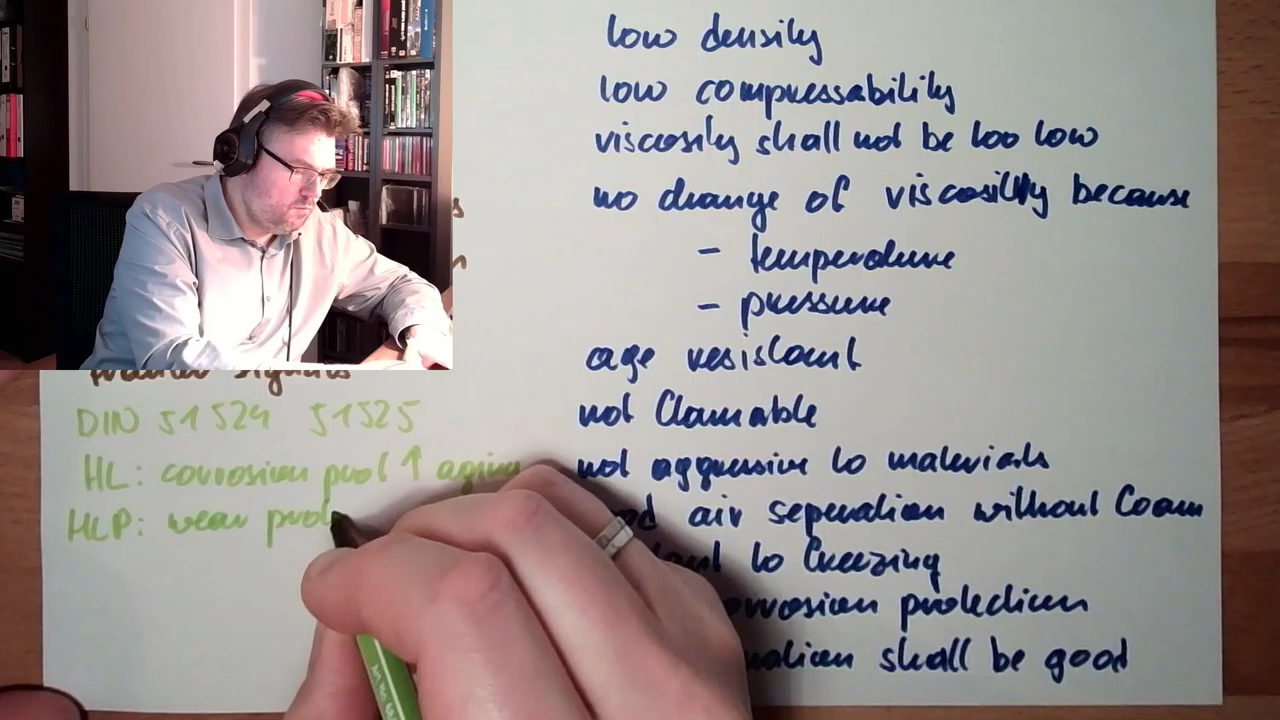 low density
low compressability
viscosity shall not be too low
no change of viscosity because
- temperature
- pressure
age resistant
not flamable
not aggressive to materials
air seperation without foam
to freezing
corrosion protection
shall be good
signals
DIN 51524 51525
HL: corrosion prot ↑ aging
HLP: wear prot